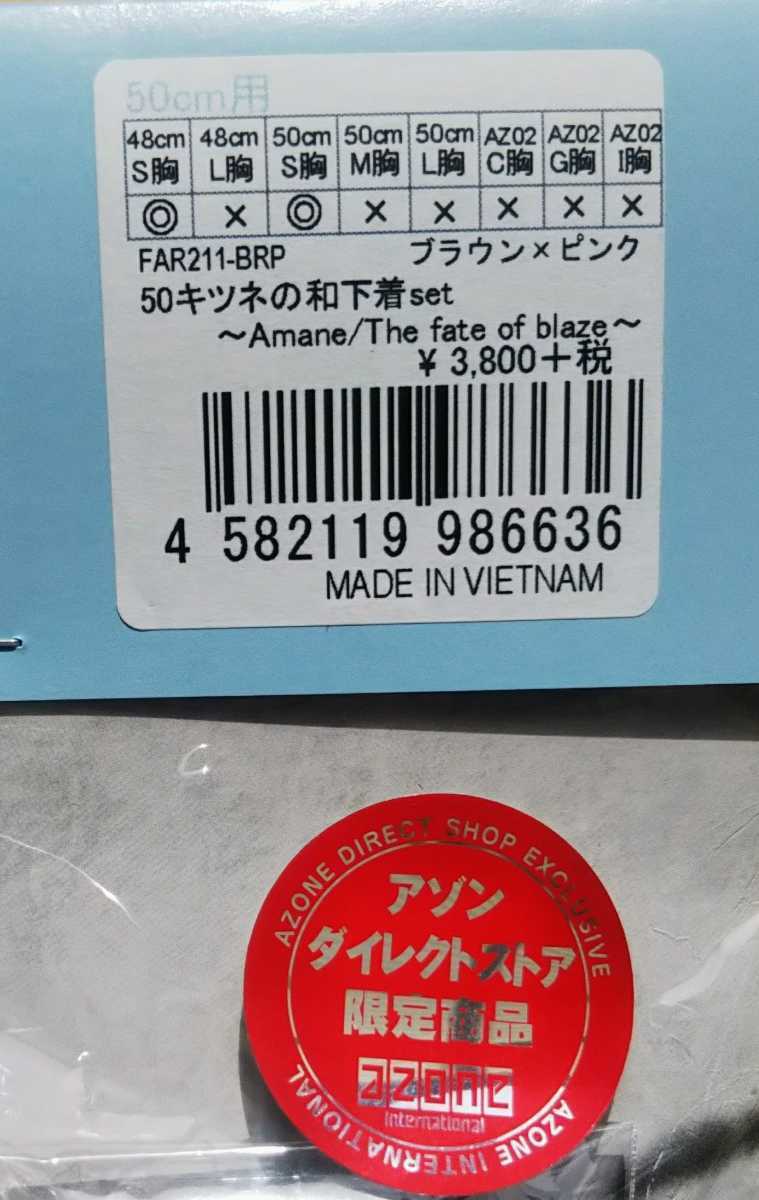 50cm用
48cm 48cm 50cm 50cm 50cm AZ02 AZ02 AZ02
S胸 L胸 S胸 M胸 L胸 C胸 G胸 I胸
◎ × ◎ × × × × ×
FAR211-BRP ブラウン×ピンク
50キツネの和下着set
～Amane/The fate of blaze～
¥ 3,800+税
4 582119 986636
MADE IN VIETNAM
AZONE DIRECT SHOP EXCLUSIVE
アゾン
ダイレクトストア
限定商品
azone
international
AZONE INTERNATIONAL